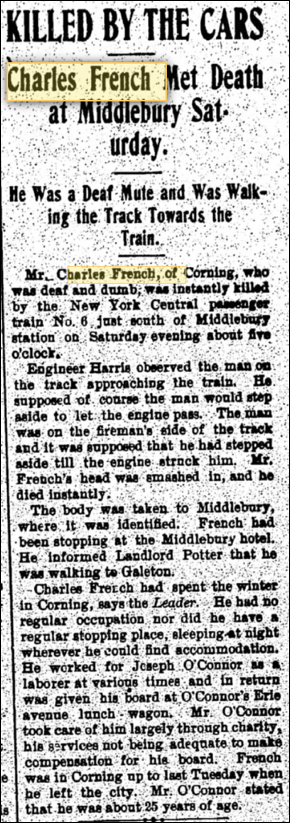 KILLED BY THE CARS
Charles French Met Death
at Middlebury Sat-
urday.
He Was a Deaf Mute and Was Walk-
ing the Track Towards the
Train.
Mr. Charles French, of Corning, who
was deaf and dumb, was instantly killed
by the New York Central passenger
train No. 6 just south of Middlebury
station on Saturday evening about five
o'clock.
Engineer Harris observed the man on
the track approaching the train. He
supposed of course the man would step
aside to let the engine pass. The man
was on the fireman's side of the track
and it was supposed that he had stepped
aside till the engine struck him. Mr.
French's head was smashed in, and he
died instantly.
The body was taken to Middlebury,
where it was identified. French had
been stopping at the Middlebury hotel.
He informed Landlord Potter that he
was walking to Galeton.
Charles French had spent the winter
in Corning, says the Leader. He had no
regular occupation nor did he have a
regular stopping place, sleeping at night
wherever he could find accommodation.
He worked for Joseph O'Connor as a
laborer at various times and in return
was given his board at O'Connor's Erie
avenue lunch wagon. Mr. O'Connor
took care of him largely through charity,
his services not being adequate to make
compensation for his board. French
was in Corning up to last Tuesday when
he left the city. Mr. O'Connor stated
that he was about 25 years of age.